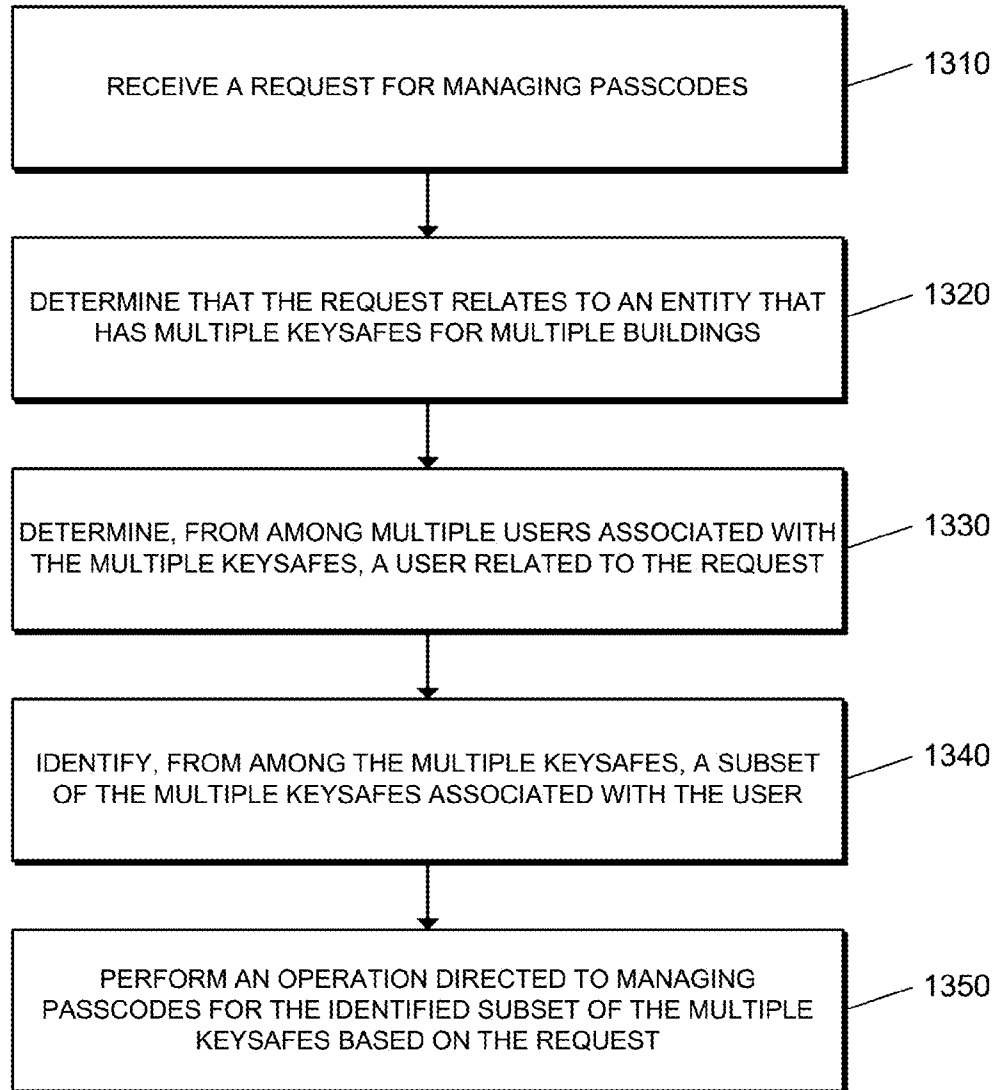 RECEIVE A REQUEST FOR MANAGING PASSCODES
1310
DETERMINE THAT THE REQUEST RELATES TO AN ENTITY THAT
HAS MULTIPLE KEYSAFES FOR MULTIPLE BUILDINGS
1320
DETERMINE, FROM AMONG MULTIPLE USERS ASSOCIATED WITH
THE MULTIPLE KEYSAFES, A USER RELATED TO THE REQUEST
1330
IDENTIFY, FROM AMONG THE MULTIPLE KEYSAFES, A SUBSET
OF THE MULTIPLE KEYSAFES ASSOCIATED WITH THE USER
1340
PERFORM AN OPERATION DIRECTED TO MANAGING
PASSCODES FOR THE IDENTIFIED SUBSET OF THE MULTIPLE
KEYSAFES BASED ON THE REQUEST
1350